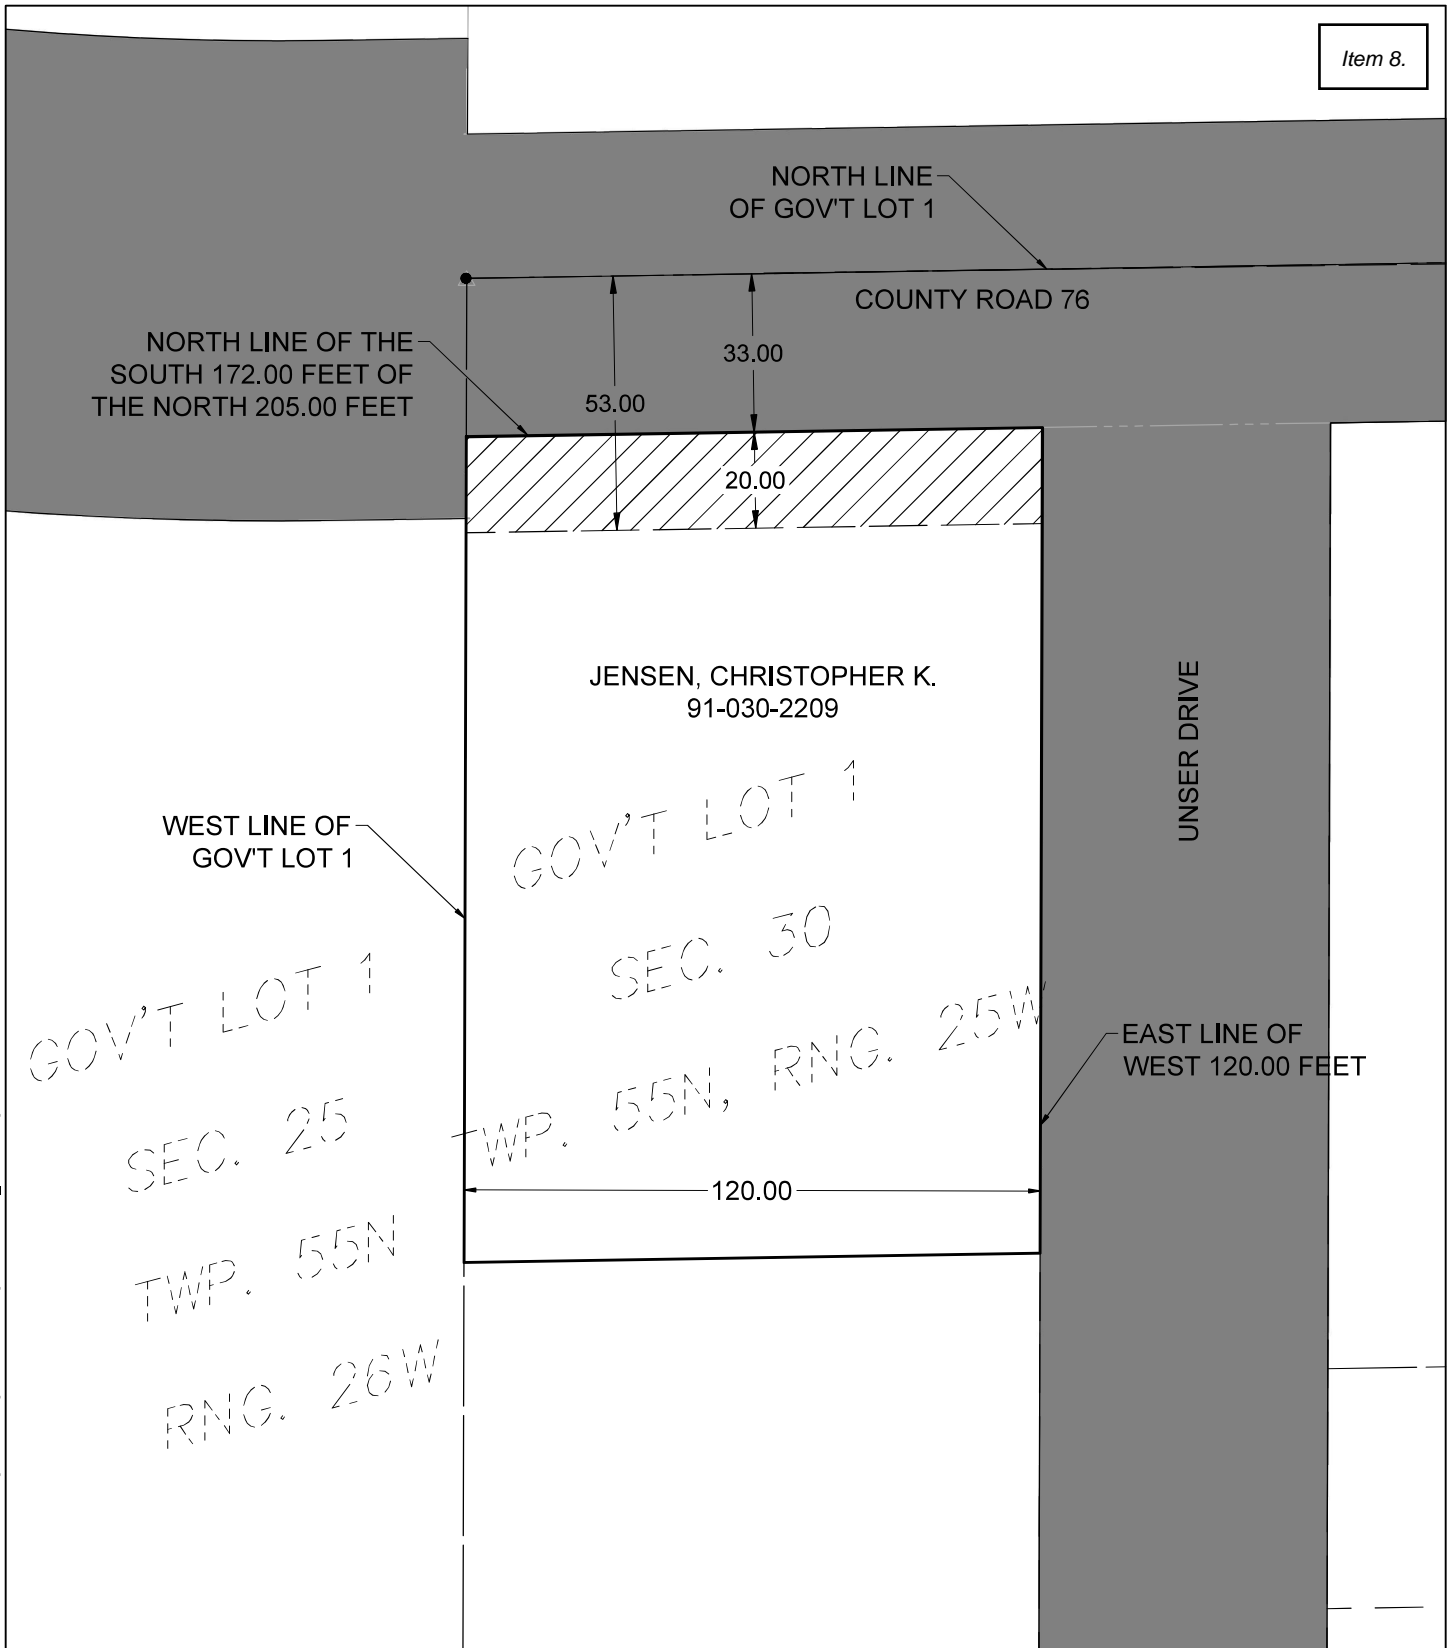 Item 8.
NORTH LINE
OF GOV'T LOT 1
COUNTY ROAD 76
NORTH LINE OF THE
SOUTH 172.00 FEET OF
THE NORTH 205.00 FEET
33.00
53.00
20.00
JENSEN, CHRISTOPHER K.
91-030-2209
UNSER DRIVE
WEST LINE OF
GOV'T LOT 1
GOV'T LOT 1
SEC. 30
TWP. 55N, RNG. 25W
GOV'T LOT 1
SEC. 25
TWP. 55N
RNG. 26W
EAST LINE OF
WEST 120.00 FEET
120.00